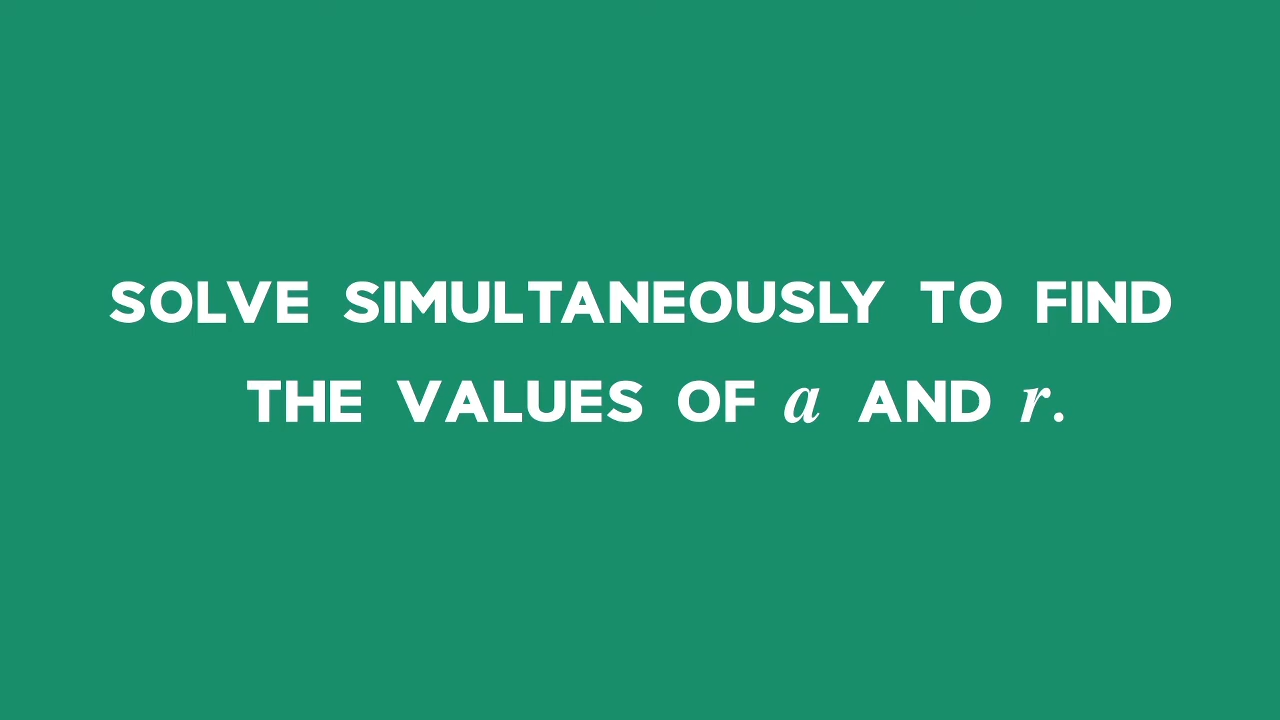 SOLVE SIMULTANEOUSLY TO FIND
THE VALUES OF a AND r.